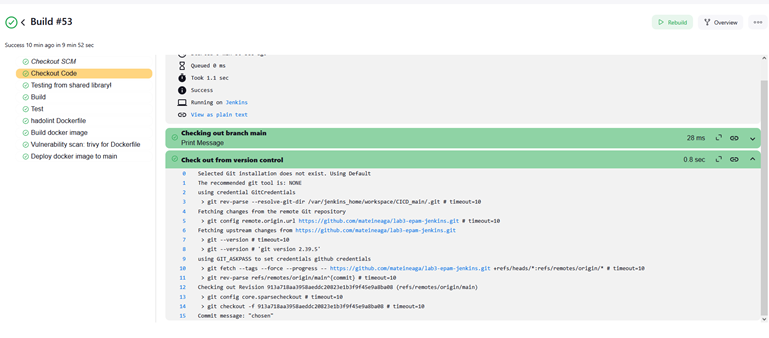 Build #53
Rebuild
Overview
Success 10 min ago in 9 min 52 sec
Checkout SCM
Checkout Code
Testing from shared library!
Build
Test
hadolint Dockerfile
Build docker image
Vulnerability scan: trivy for Dockerfile
Deploy docker image to main
Queued 0 ms
Took 1.1 sec
Success
Running on Jenkins
View as plain text
Checking out branch main
Print Message
28 ms
Check out from version control
0.8 sec
0 Selected Git installation does not exist. Using Default
1 The recommended git tool is: NONE
2 using credential GitCredentials
3 > git rev-parse --resolve-git-dir /var/jenkins_home/workspace/CICD_main/.git # timeout=10
4 Fetching changes from the remote Git repository
5 > git config remote.origin.url https://github.com/mateineaga/lab3-epam-jenkins.git # timeout=10
6 Fetching upstream changes from https://github.com/mateineaga/lab3-epam-jenkins.git
7 > git --version # timeout=10
8 > git --version # 'git version 2.39.5'
9 using GIT_ASKPASS to set credentials github credentials
10 > git fetch --tags --force --progress -- https://github.com/mateineaga/lab3-epam-jenkins.git +refs/heads/*:refs/remotes/origin/* # timeout=10
11 > git rev-parse refs/remotes/origin/main^{commit} # timeout=10
12 Checking out Revision 913a718aa3958aeddc20823e1b3f9f45e9a8ba08 (refs/remotes/origin/main)
13 > git config core.sparsecheckout # timeout=10
14 > git checkout -f 913a718aa3958aeddc20823e1b3f9f45e9a8ba08 # timeout=10
15 Commit message: "chosen"